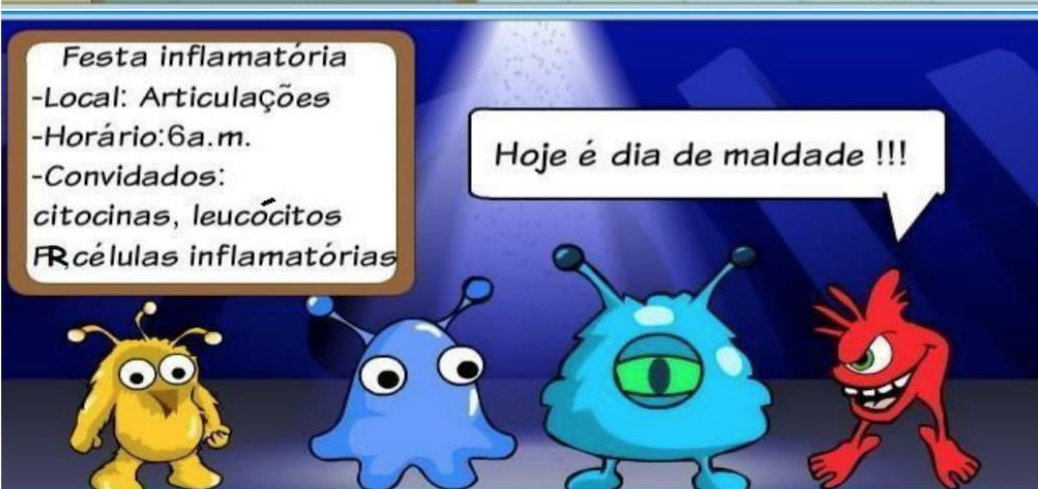 Festa inflamatória
-Local: Articulações
-Horário:6a.m.
-Convidados:
citocinas, leucócitos
FR,células inflamatórias
Hoje é dia de maldade !!!